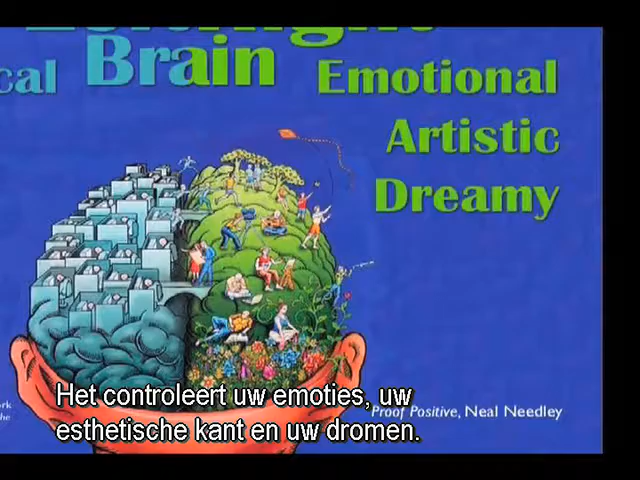 cal Brain Emotional
Artistic
Dreamy
Proof Positive, Neal Needley
Het controleert uw emoties, uw
esthetische kant en uw dromen.